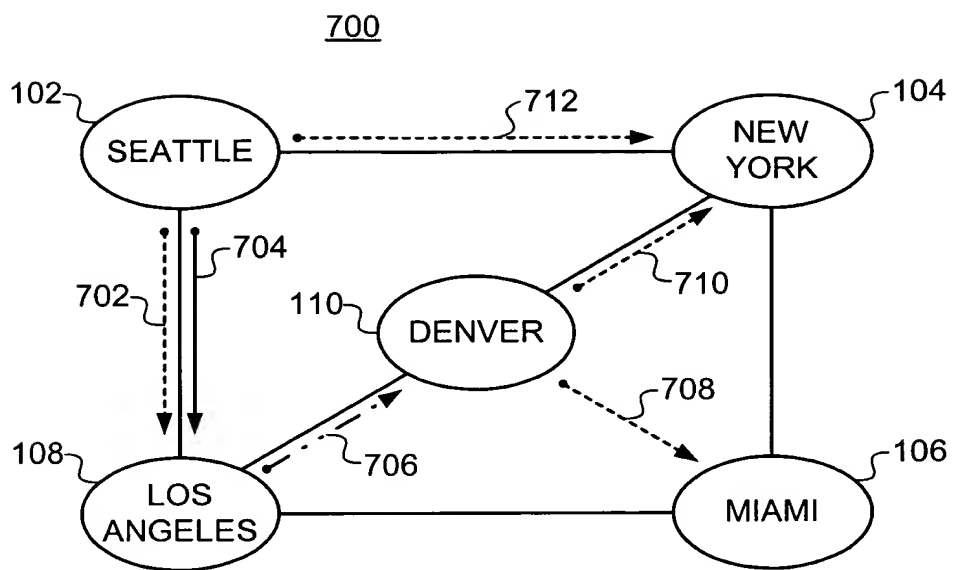 700
102
712
104
SEATTLE
NEW
YORK
704
702
710
110
DENVER
708
108
706
106
LOS
ANGELES
MIAMI